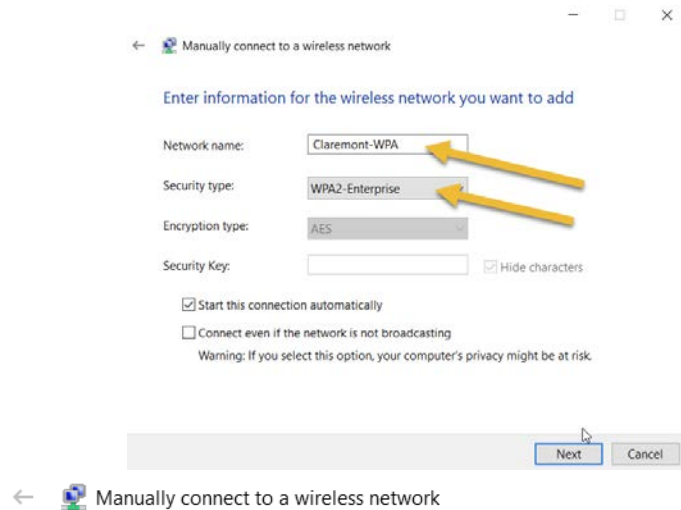 Manually connect to a wireless network
Enter information for the wireless network you want to add
Network name: Claremont-WPA
Security type: WPA2-Enterprise
Encryption type: AES
Security Key: Hide characters
Start this connection automatically
Connect even if the network is not broadcasting
Warning: If you select this option, your computer's privacy might be at risk.
Next Cancel
Manually connect to a wireless network